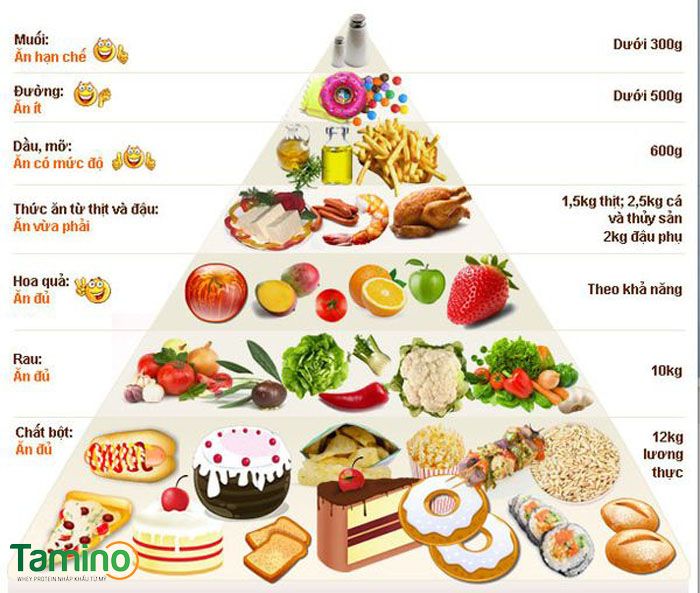 Muối:
Ăn hạn chế
Dưới 300g
Đường:
Ăn ít
Dưới 500g
Dầu, mỡ:
Ăn có mức độ
600g
Thức ăn từ thịt và đậu:
Ăn vừa phải
1,5kg thịt; 2,5kg cá
và thủy sản
2kg đậu phụ
Hoa quả:
Ăn đủ
Theo khả năng
Rau:
Ăn đủ
10kg
Chất bột:
Ăn đủ
12kg
lương
thực
Tamino
WHEY PROTEIN NHẬP KHẨU TỪ MỸ